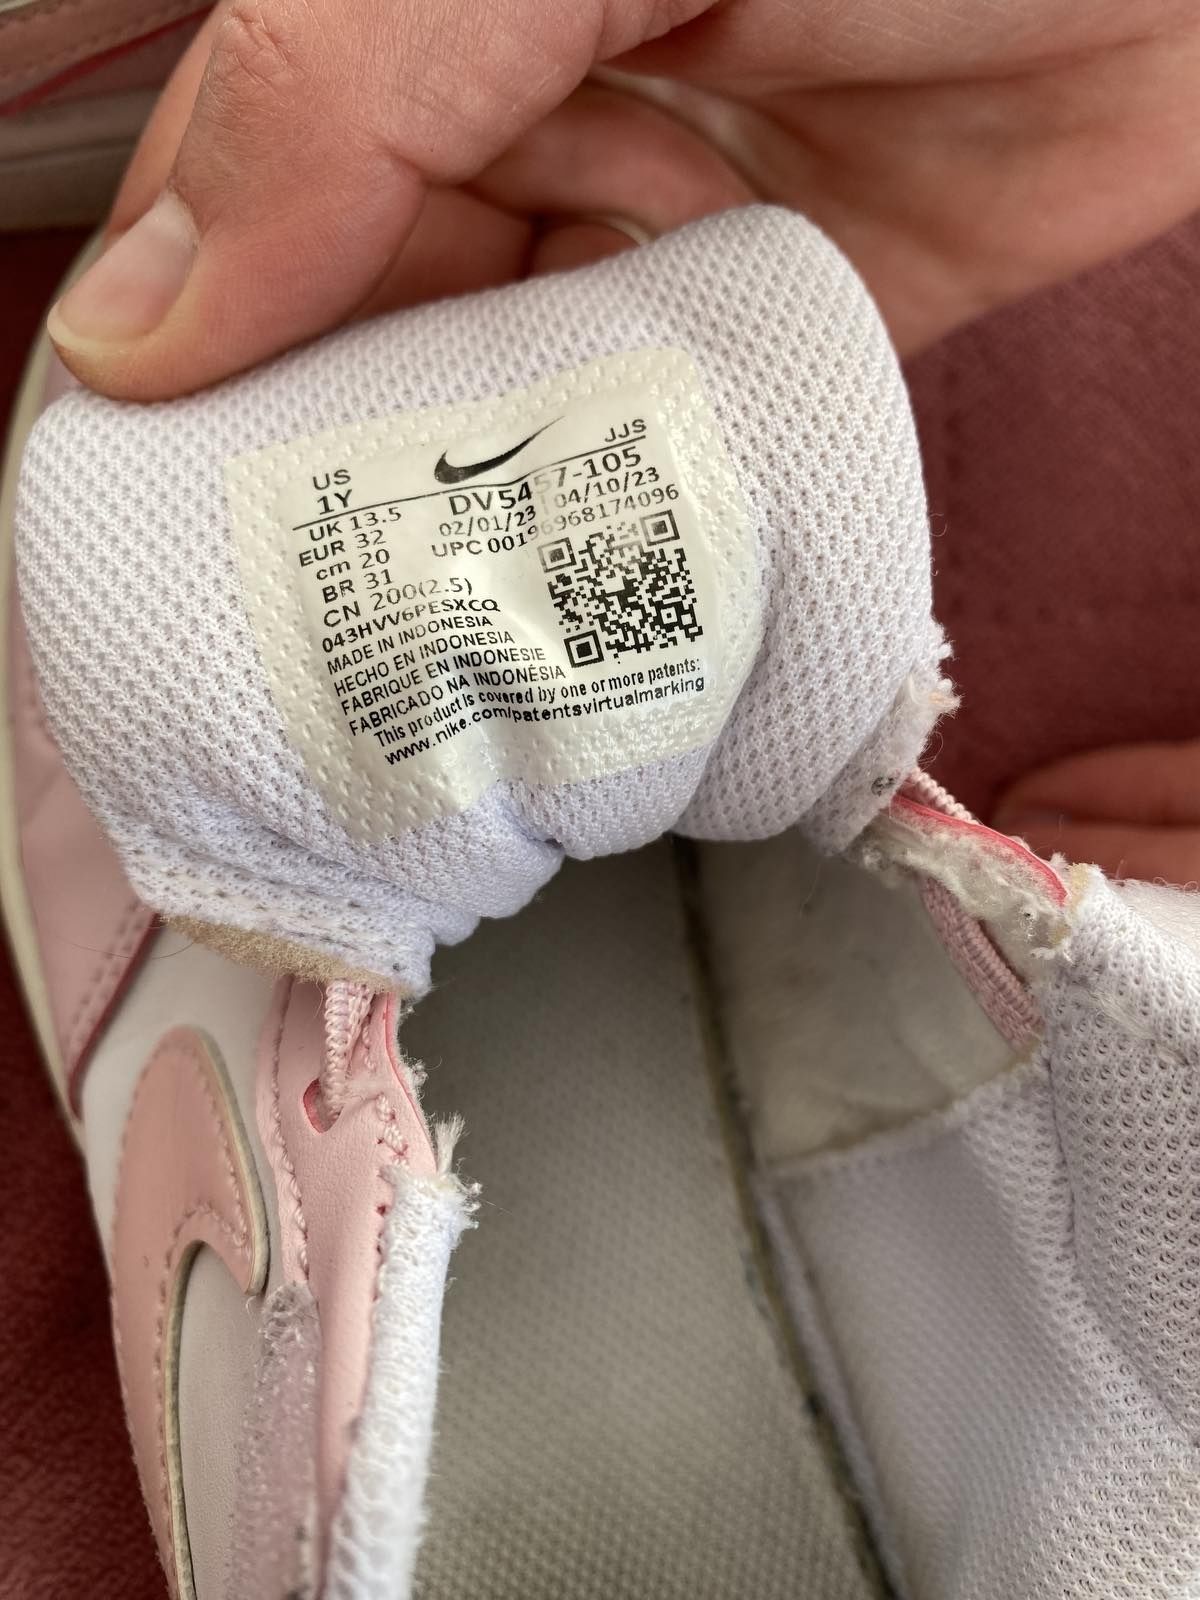 JJS
US
1Y
DV5457-105
UK 13.5
02/01/23 04/10/23
EUR 32
UPC 00196968174096
cm 20
BR 31
CN 200(2.5)
043HVV6PESXCQ
MADE IN INDONESIA
HECHO EN INDONESIA
FABRIQUE EN INDONESIE
FABRICADO NA INDONÉSIA
This product is covered by one or more patents:
www.nike.com/patentsvirtualmarking